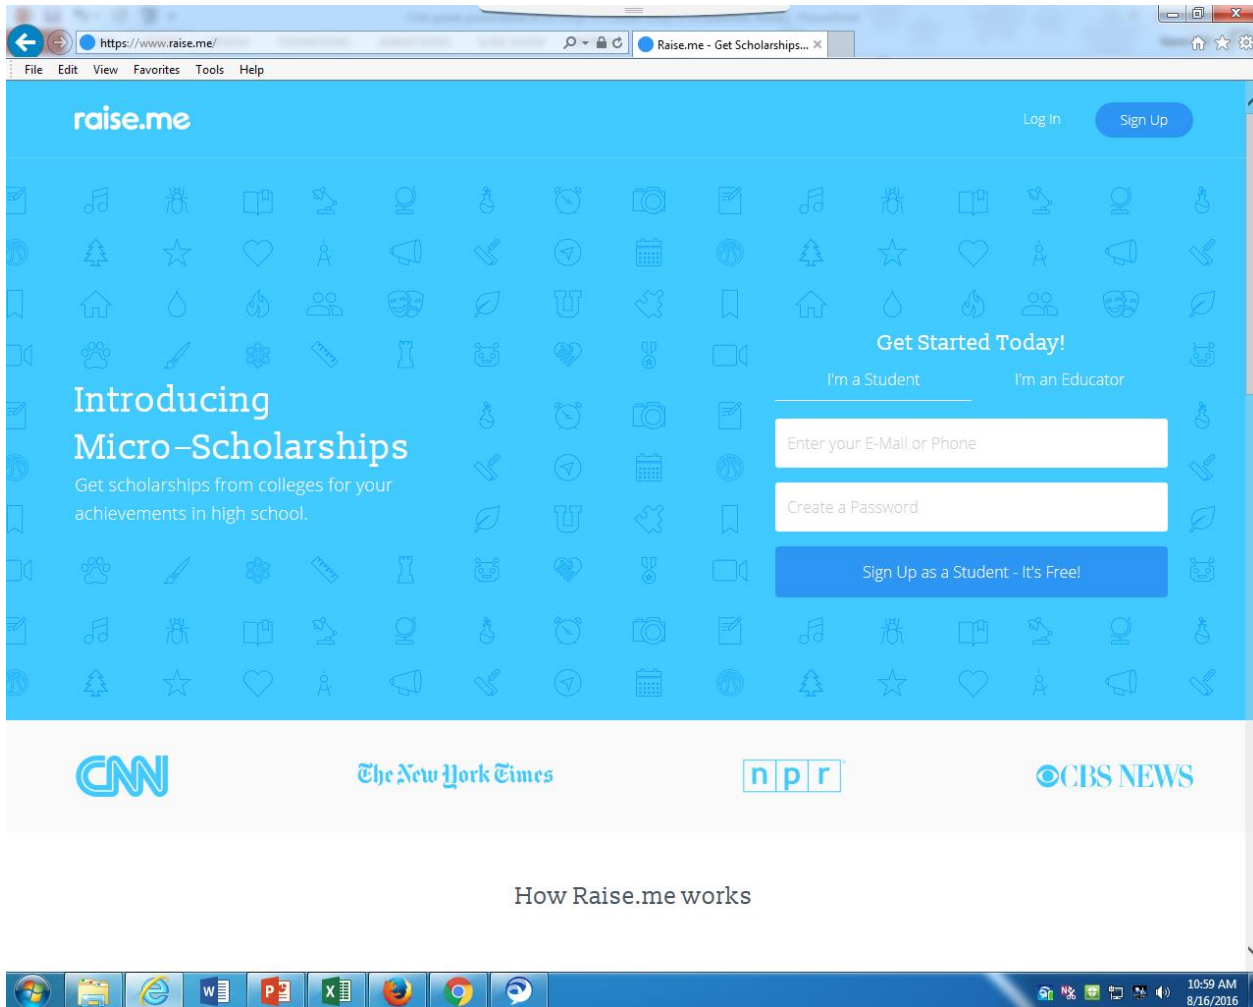 https://www.raise.me/
Raise.me - Get Scholarships...
File Edit View Favorites Tools Help
raise.me
Log In
Sign Up
Get Started Today!
I'm a Student
I'm an Educator
Introducing
Micro-Scholarships
Get scholarships from colleges for your
achievements in high school.
Enter your E-Mail or Phone
Create a Password
Sign Up as a Student - It's Free!
CNN
The New York Times
npr
CBS NEWS
How Raise.me works
10:59 AM
8/16/2016